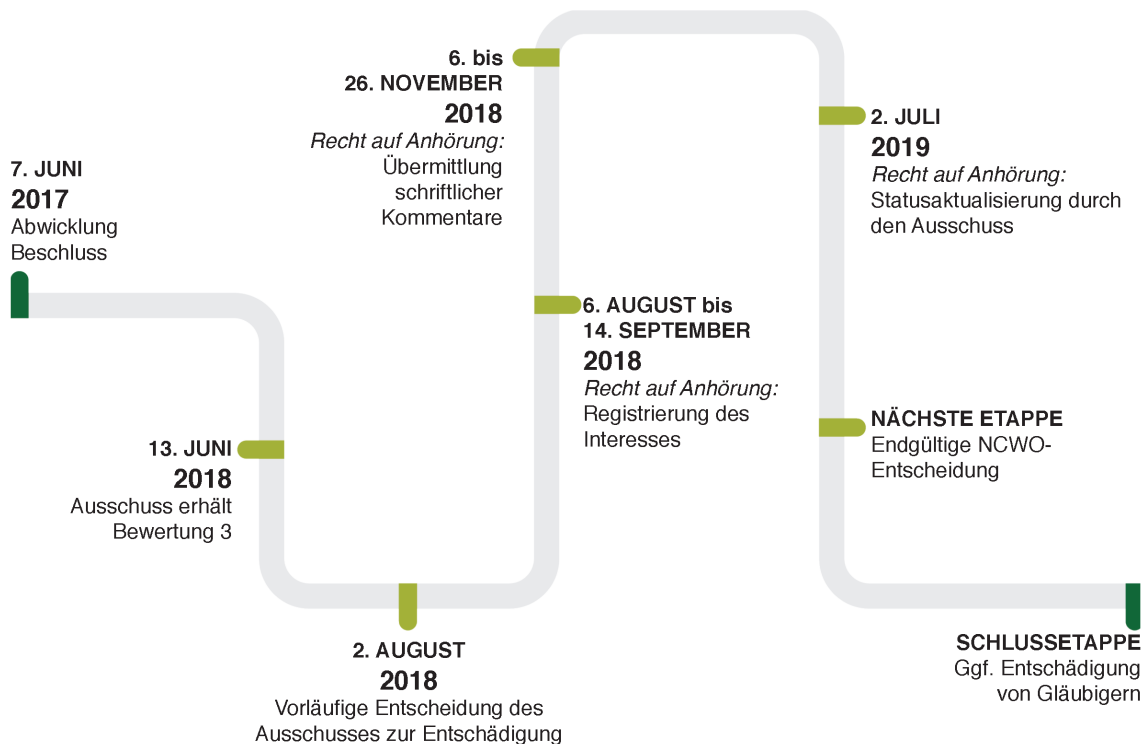 7. JUNI
2017
Abwicklung
Beschluss
13. JUNI
2018
Ausschuss erhält
Bewertung 3
2. AUGUST
2018
Vorläufige Entscheidung des
Ausschusses zur Entschädigung
6. AUGUST bis
14. SEPTEMBER
2018
Recht auf Anhörung:
Registrierung des
Interesses
6. bis
26. NOVEMBER
2018
Recht auf Anhörung:
Übermittlung
schriftlicher
Kommentare
2. JULI
2019
Recht auf Anhörung:
Statusaktualisierung durch
den Ausschuss
NÄCHSTE ETAPPE
Endgültige NCWO-
Entscheidung
SCHLUSSETAPPE
Ggf. Entschädigung
von Gläubigern